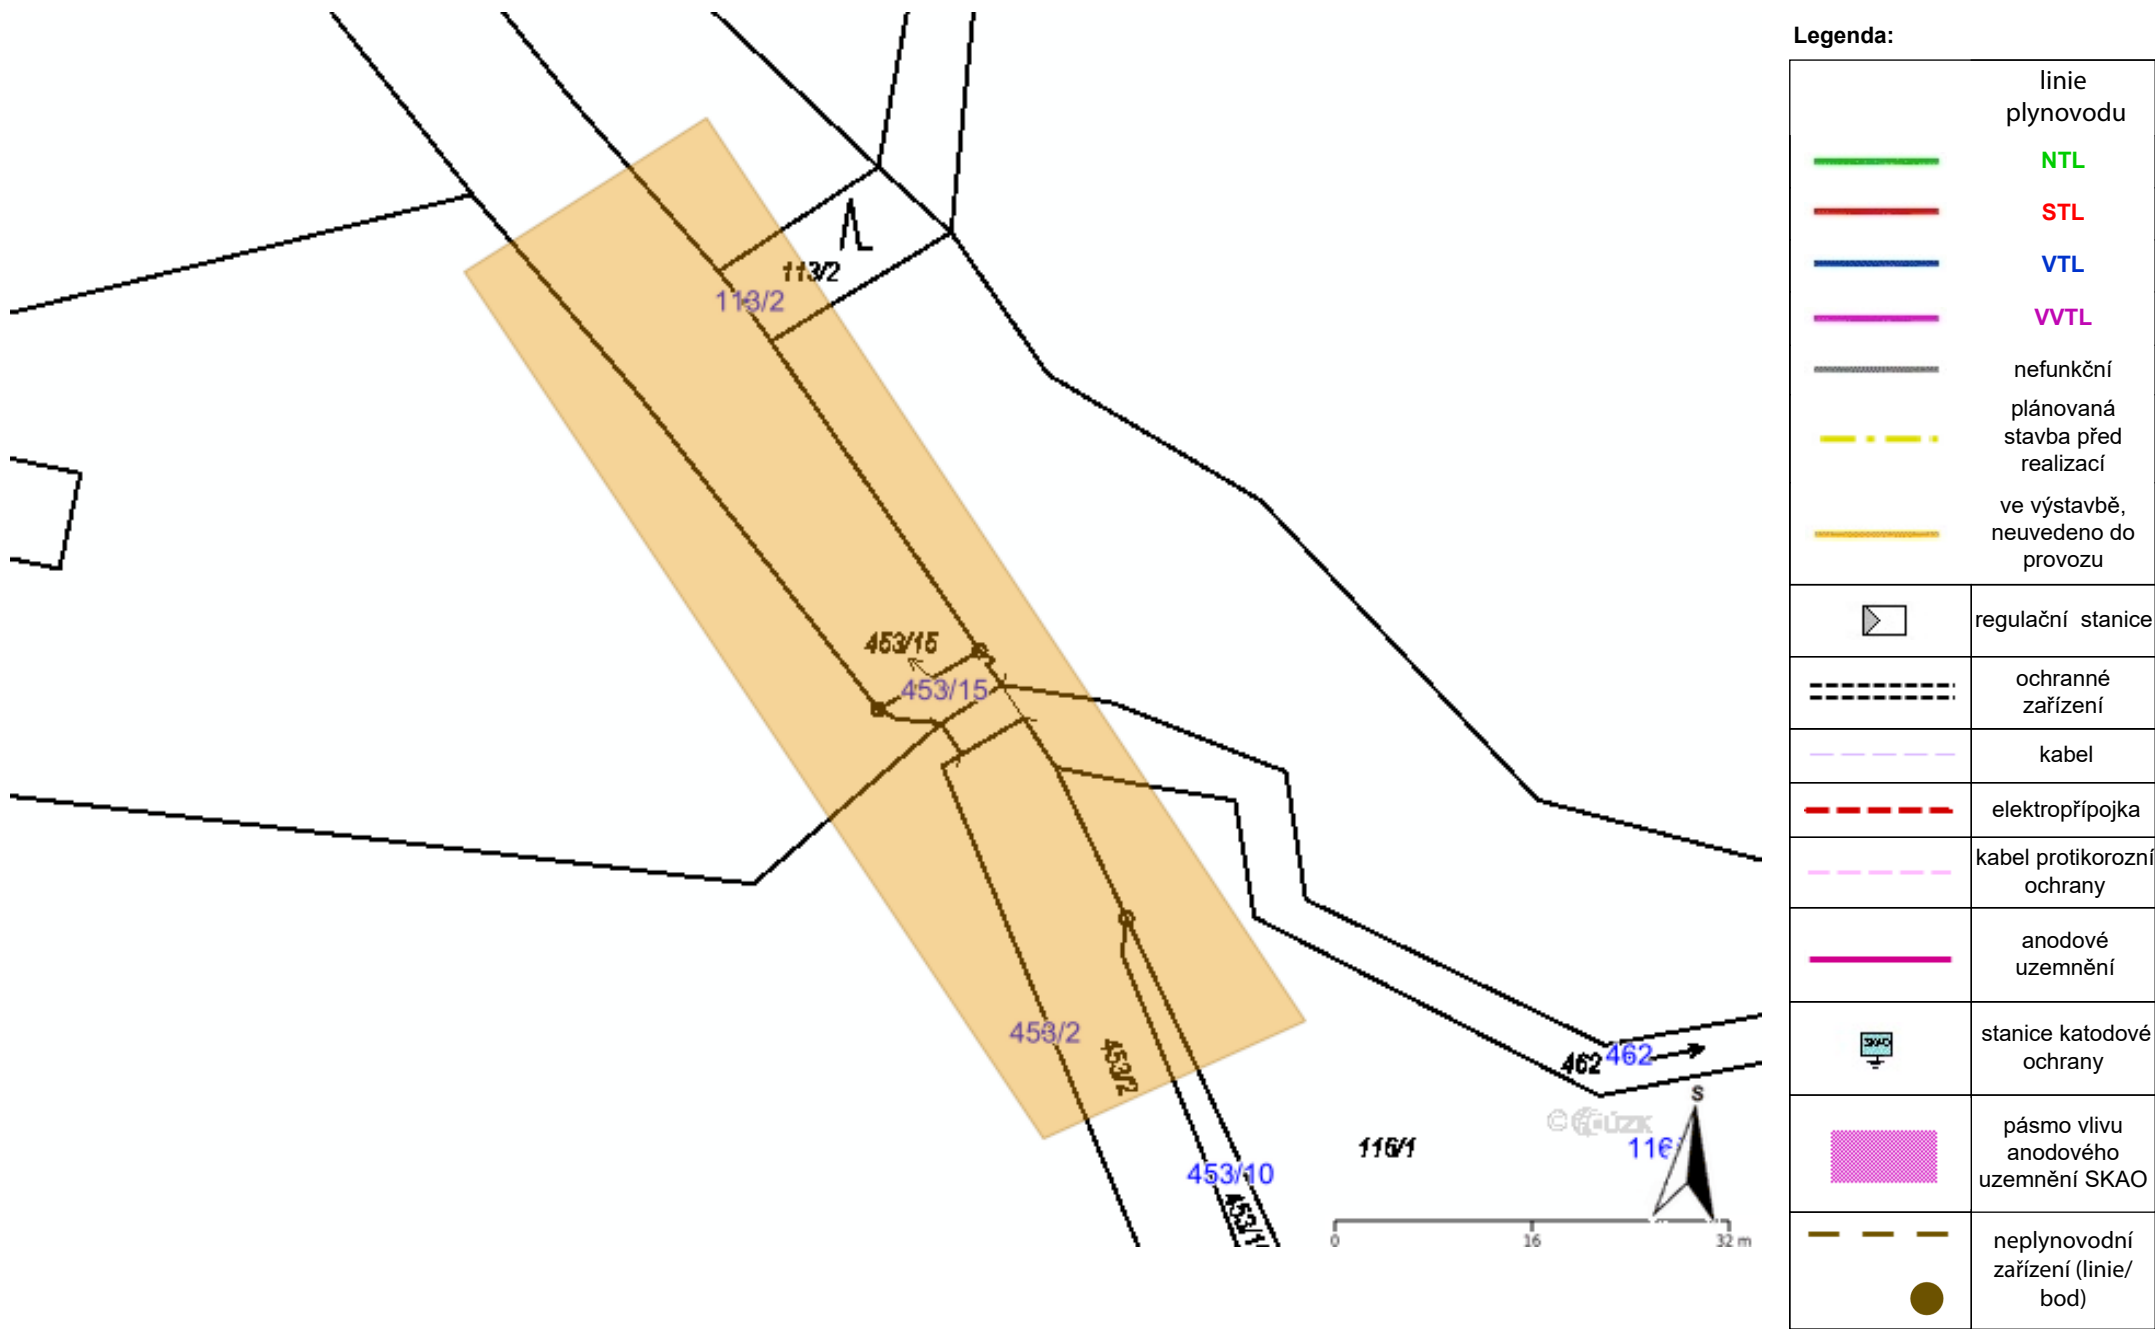 113/2
113/2
453/15
453/15
453/2
453/2
462
462
116/1
453/10
S
0
16
32 m
Legenda:
linie
plynovodu
NTL
STL
VTL
VVTL
nefunkční
plánovaná
stavba před
realizací
ve výstavbě,
neuvedeno do
provozu
regulační stanice
ochranné
zařízení
kabel
elektropřípojka
kabel protikorozní
ochrany
anodové
uzemnění
SKAO
stanice katodové
ochrany
pásmo vlivu
anodového
uzemnění SKAO
neplynovodní
zařízení (linie/
bod)